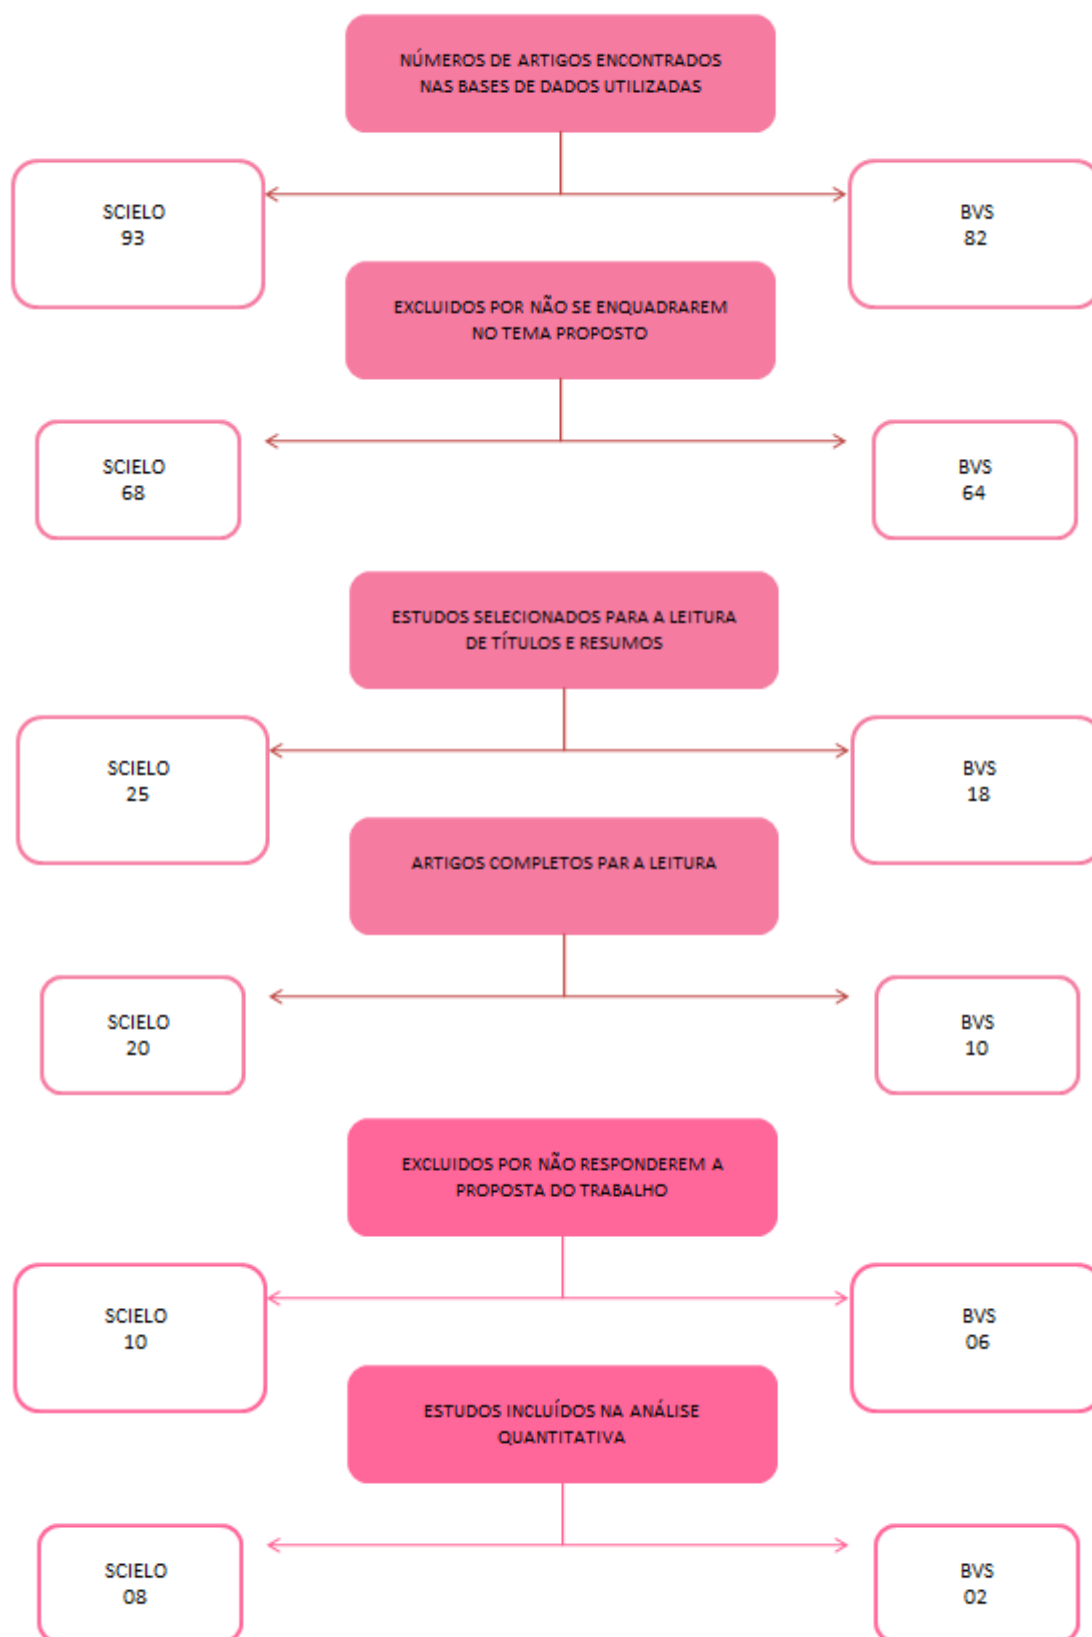 NÚMEROS DE ARTIGOS ENCONTRADOS
NAS BASES DE DADOS UTILIZADAS
SCIELO
93
BVS
82
EXCLUIDOS POR NÃO SE ENQUADRAREM
NO TEMA PROPOSTO
SCIELO
68
BVS
64
ESTUDOS SELECIONADOS PARA A LEITURA
DE TÍTULOS E RESUMOS
SCIELO
25
BVS
18
ARTIGOS COMPLETOS PAR A LEITURA
SCIELO
20
BVS
10
EXCLUIDOS POR NÃO RESPONDEREM A
PROPOSTA DO TRABALHO
SCIELO
10
BVS
06
ESTUDOS INCLUÍDOS NA ANÁLISE
QUANTITATIVA
SCIELO
08
BVS
02